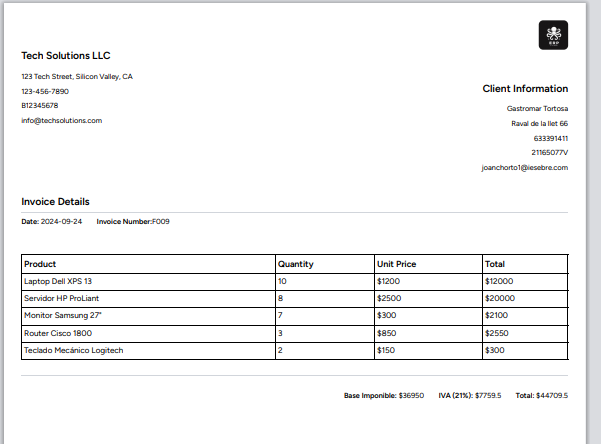 ERP
Tech Solutions LLC
123 Tech Street, Silicon Valley, CA
123-456-7890
B12345678
info@techsolutions.com
Client Information
Gastromar Tortosa
Raval de la llet 66
633391411
21165077V
joanchorto1@iesebre.com
Invoice Details
Date: 2024-09-24 Invoice Number:F009
Product Quantity Unit Price Total
Laptop Dell XPS 13 10 $1200 $12000
Servidor HP ProLiant 8 $2500 $20000
Monitor Samsung 27" 7 $300 $2100
Router Cisco 1800 3 $850 $2550
Teclado Mecánico Logitech 2 $150 $300
Base Imponible: $36950 IVA (21%): $7759.5 Total: $44709.5